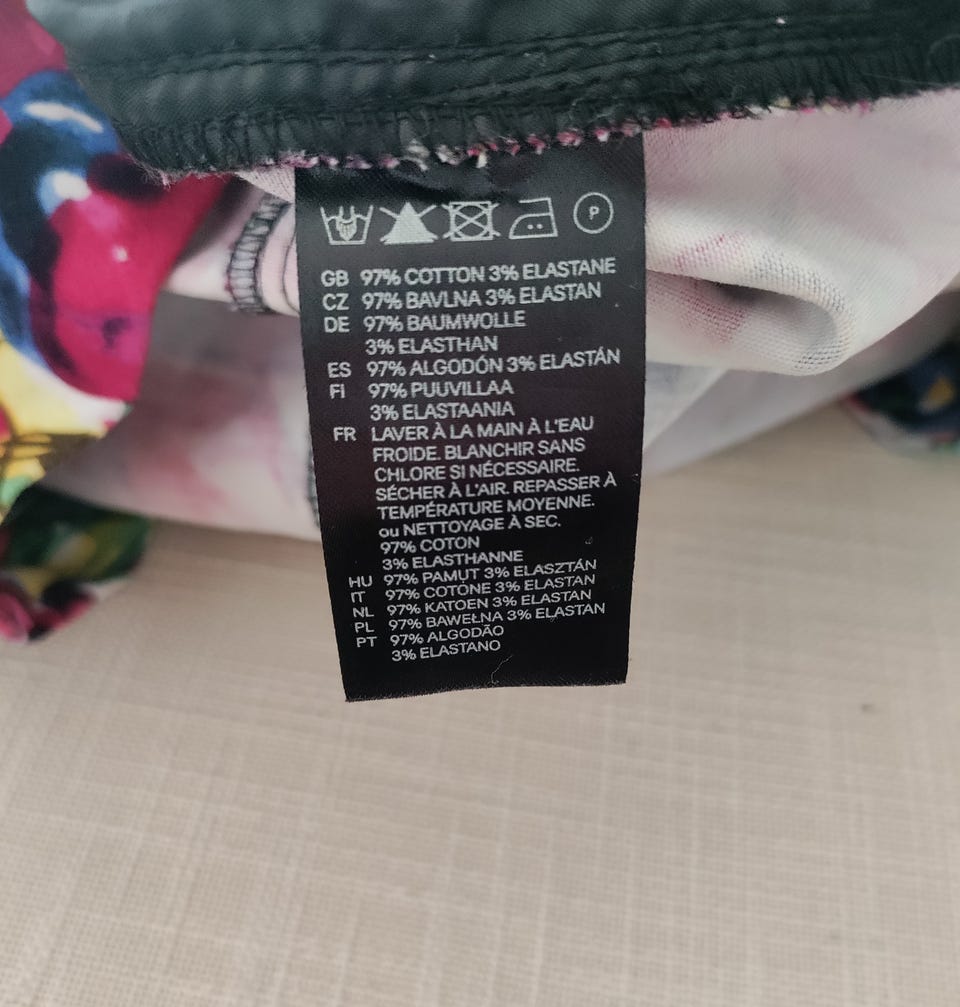 P
GB 97% COTTON 3% ELASTANE
CZ 97% BAVLNA 3% ELASTAN
DE 97% BAUMWOLLE
3% ELASTHAN
ES 97% ALGODÓN 3% ELASTÁN
FI 97% PUUVILLAA
3% ELASTAANIA
FR LAVER À LA MAIN À L'EAU
FROIDE. BLANCHIR SANS
CHLORE SI NÉCESSAIRE.
SÉCHER À L'AIR. REPASSER À
TEMPÉRATURE MOYENNE.
ou NETTOYAGE À SEC.
97% COTON
3% ELASTHANNE
HU 97% PAMUT 3% ELASZTÁN
IT 97% COTONE 3% ELASTAN
NL 97% KATOEN 3% ELASTAN
PL 97% BAWEŁNA 3% ELASTAN
PT 97% ALGODÃO
3% ELASTANO